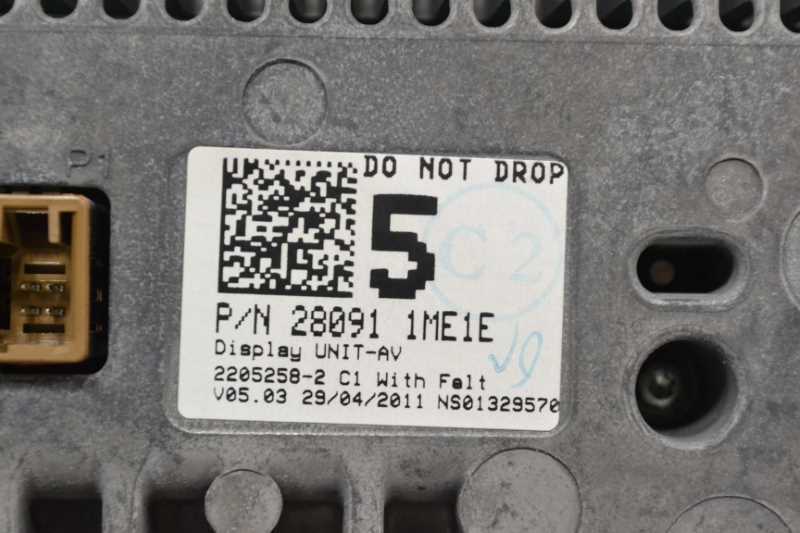 P1
DO NOT DROP
5
C2
P/N 28091 1ME1E
Display UNIT-AV
2205258-2 C1 With Felt
V05.03 29/04/2011 NS01329570